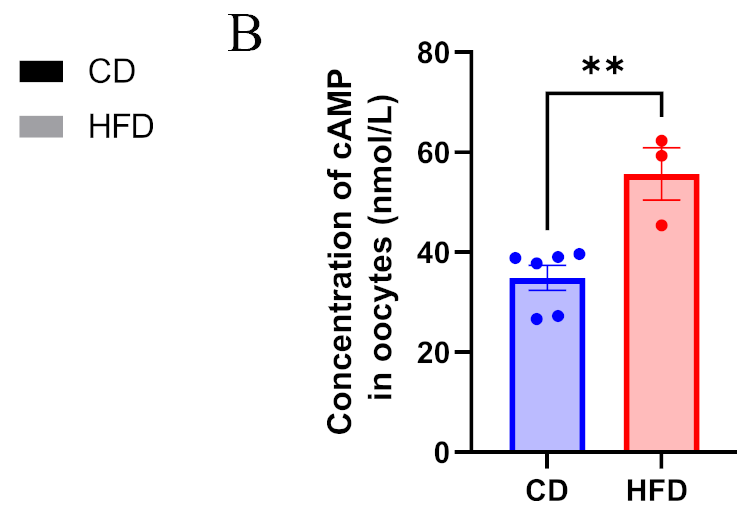 CD
HFD
B
Concentration of cAMP
in oocytes (nmol/L)
80
60
40
20
0
**
CD
HFD